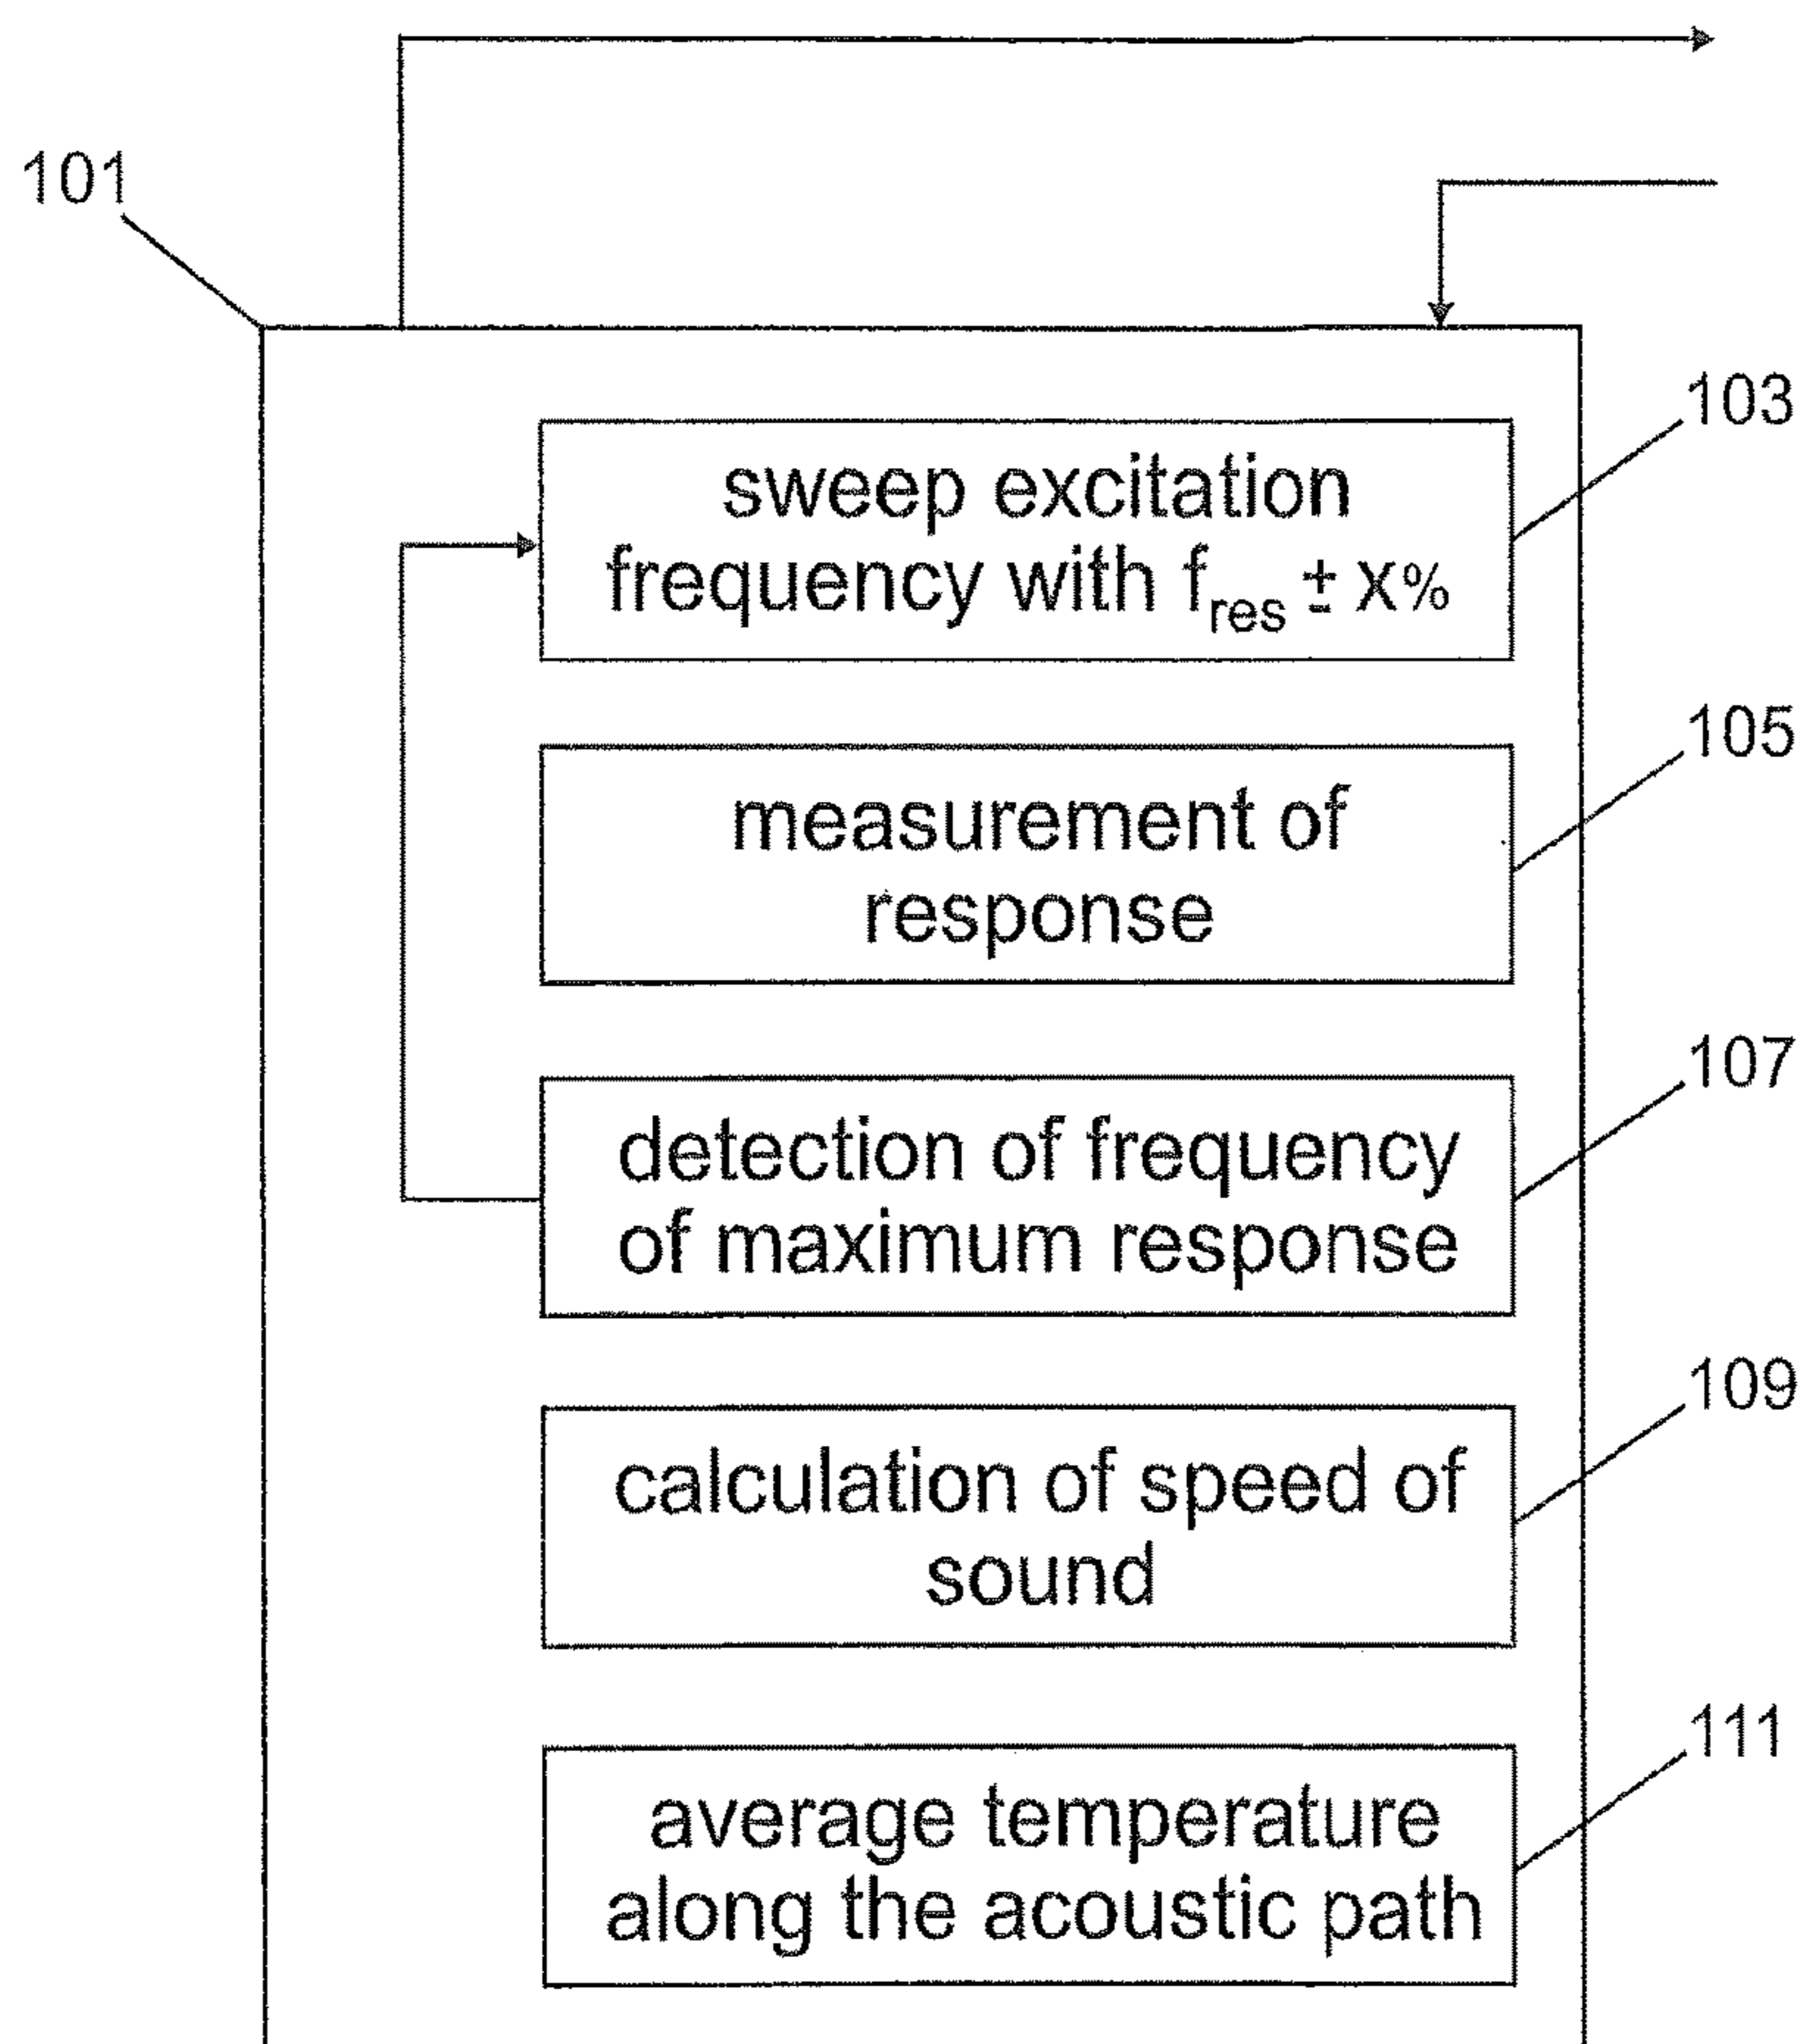 101
103
sweep excitation
frequency with fres ± X%
105
measurement of
response
107
detection of frequency
of maximum response
109
calculation of speed of
sound
111
average temperature
along the acoustic path